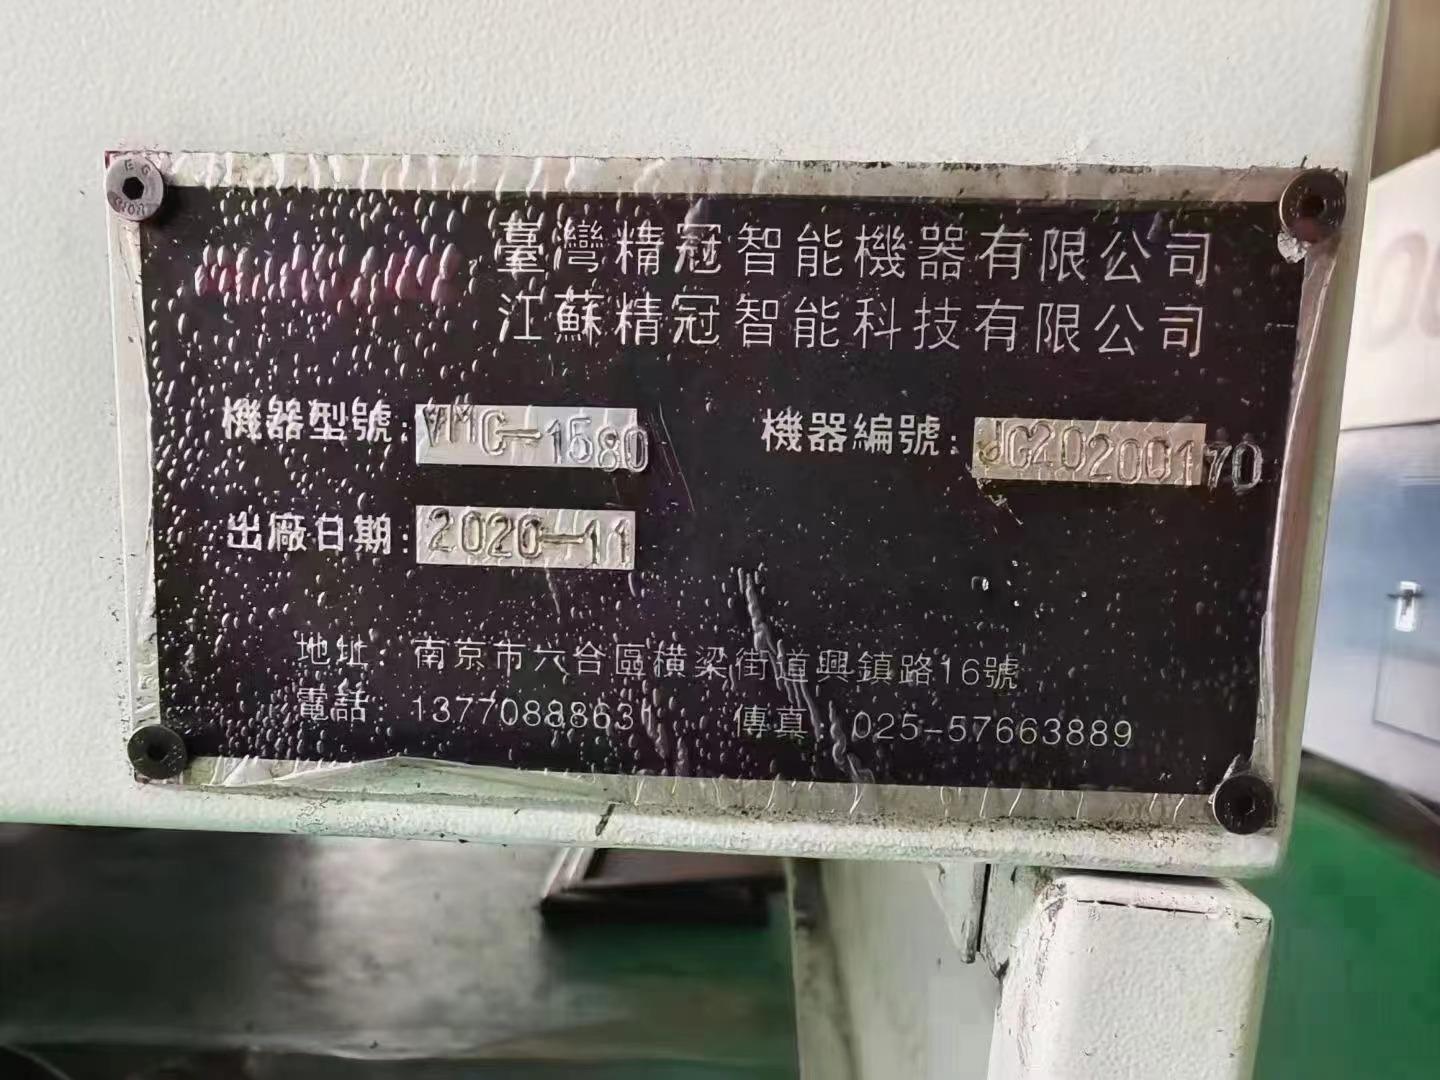 臺灣精冠智能機器有限公司
江蘇精冠智能科技有限公司
機器型號: VMC-1580 機器編號: JC20200170
出廠日期: 2020-11
地址: 南京市六合區橫梁街道興鎮路16號
電話: 13770888631 傳真: 025-57663889